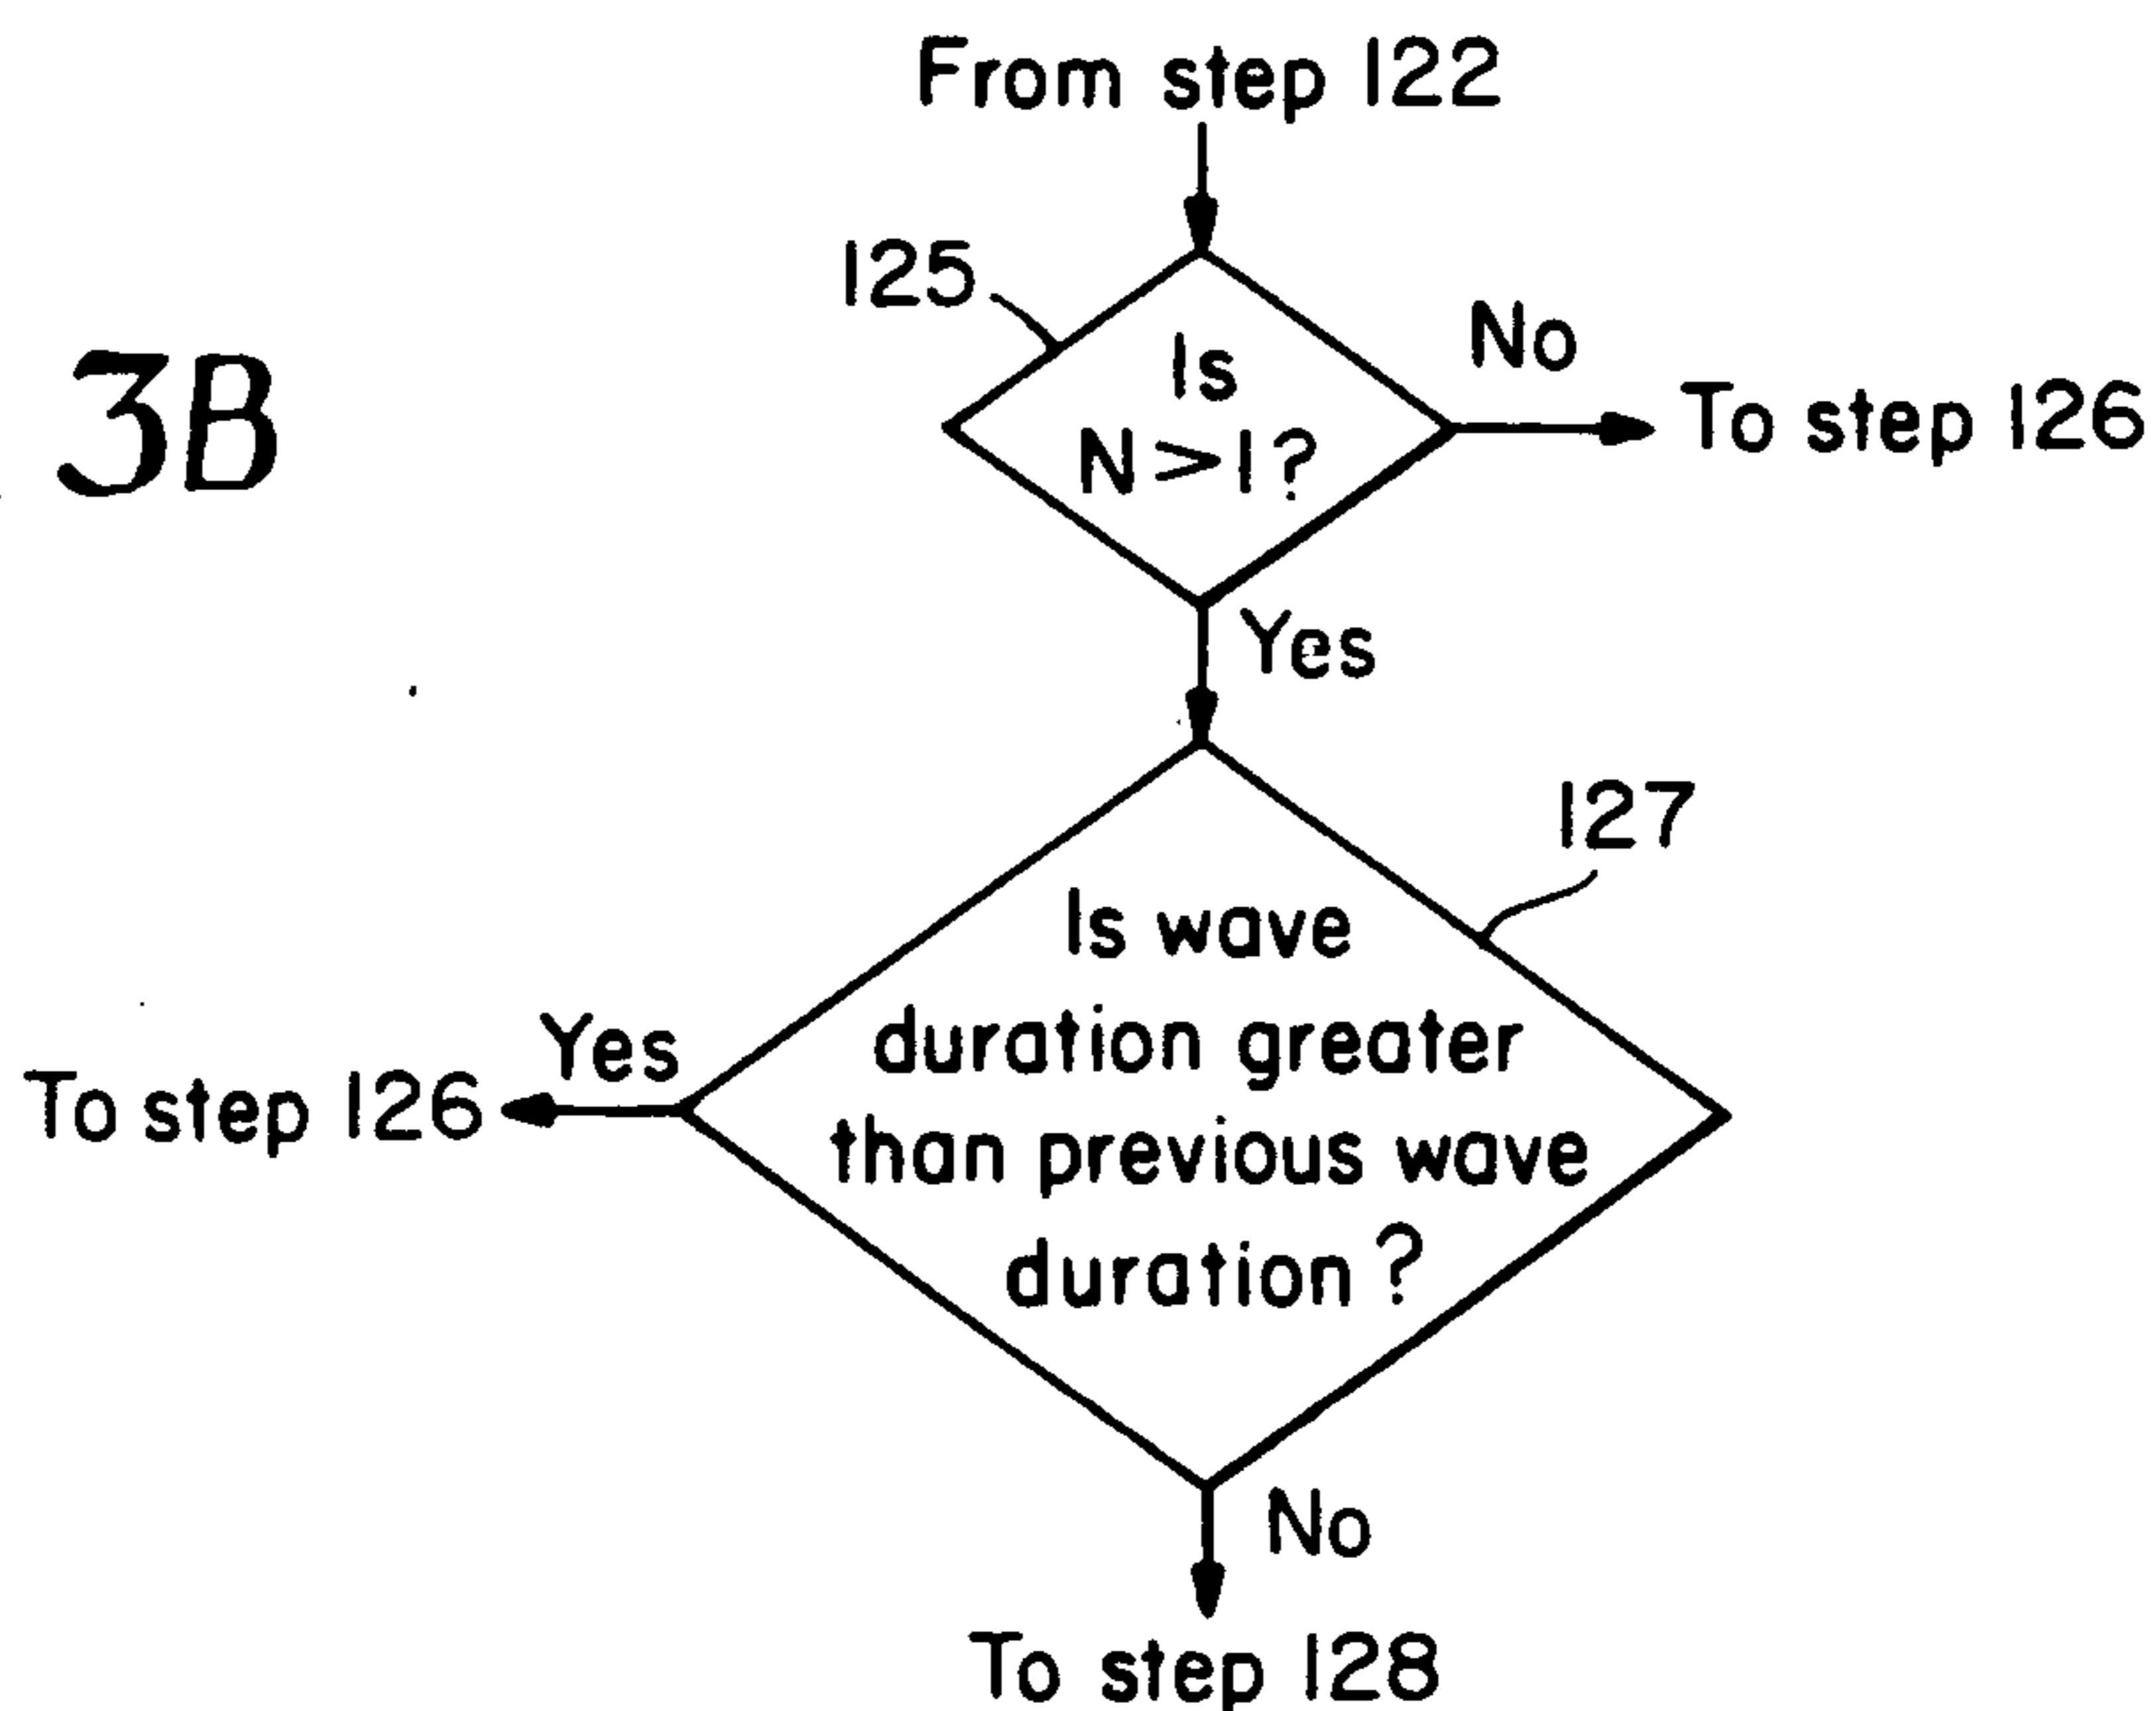 3B
From step 122
125
Is
N > 1 ?
No
To step 126
Yes
127
Is wave
duration greater
than previous wave
duration ?
Yes
To step 126
No
To step 128